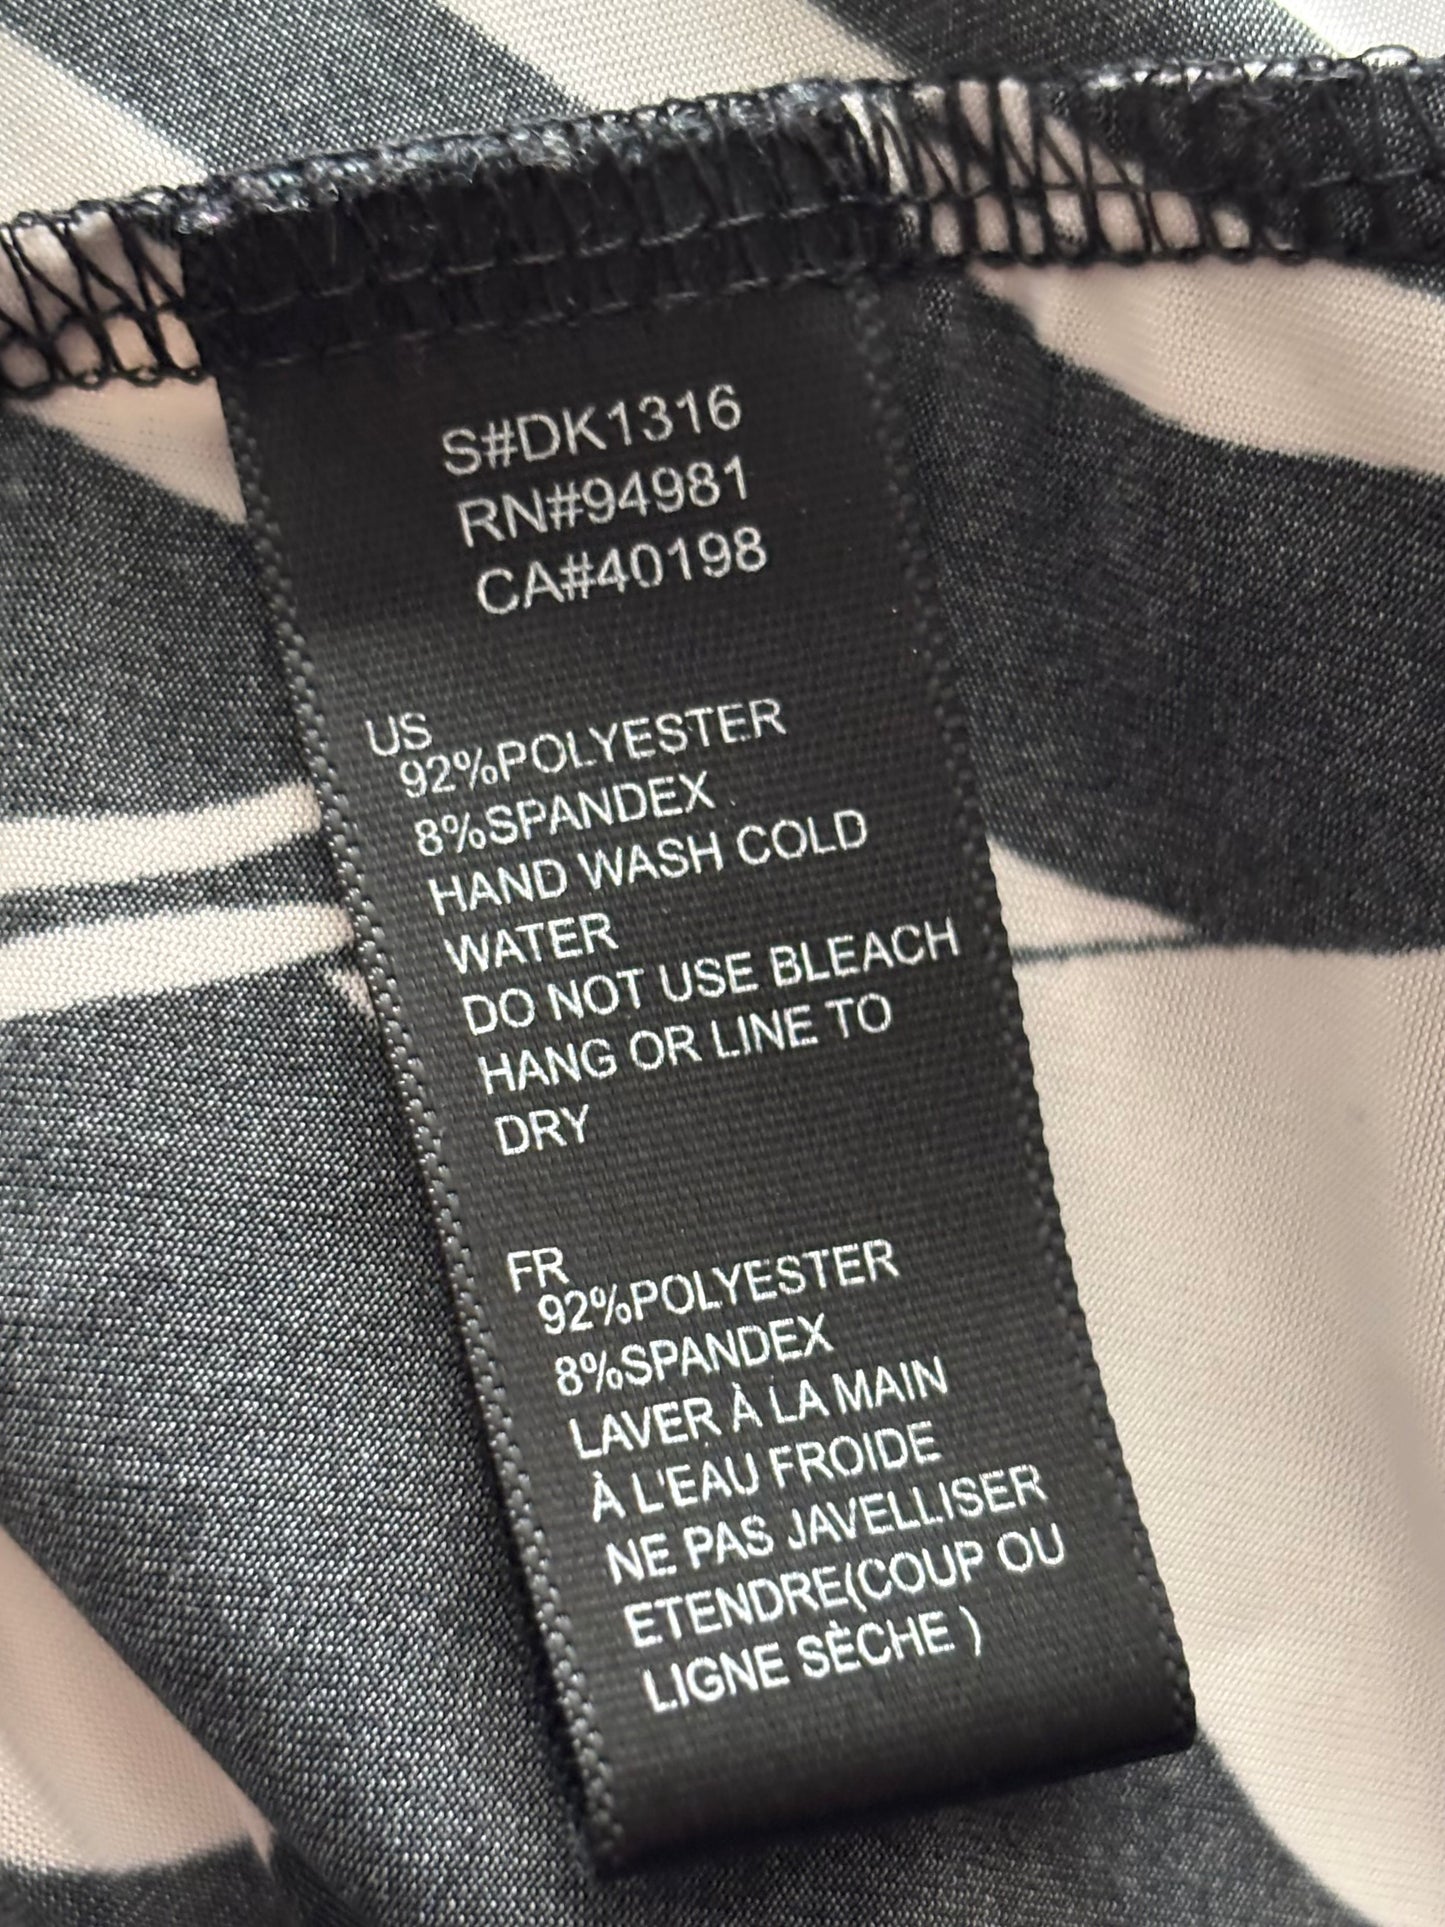 S#DK1316
RN#94981
CA#40198
US
92%POLYESTER
8%SPANDEX
HAND WASH COLD
WATER
DO NOT USE BLEACH
HANG OR LINE TO
DRY
FR
92%POLYESTER
8%SPANDEX
LAVER À LA MAIN
À L'EAU FROIDE
NE PAS JAVELLISER
ETENDRE(COUP OU
LIGNE SÈCHE )